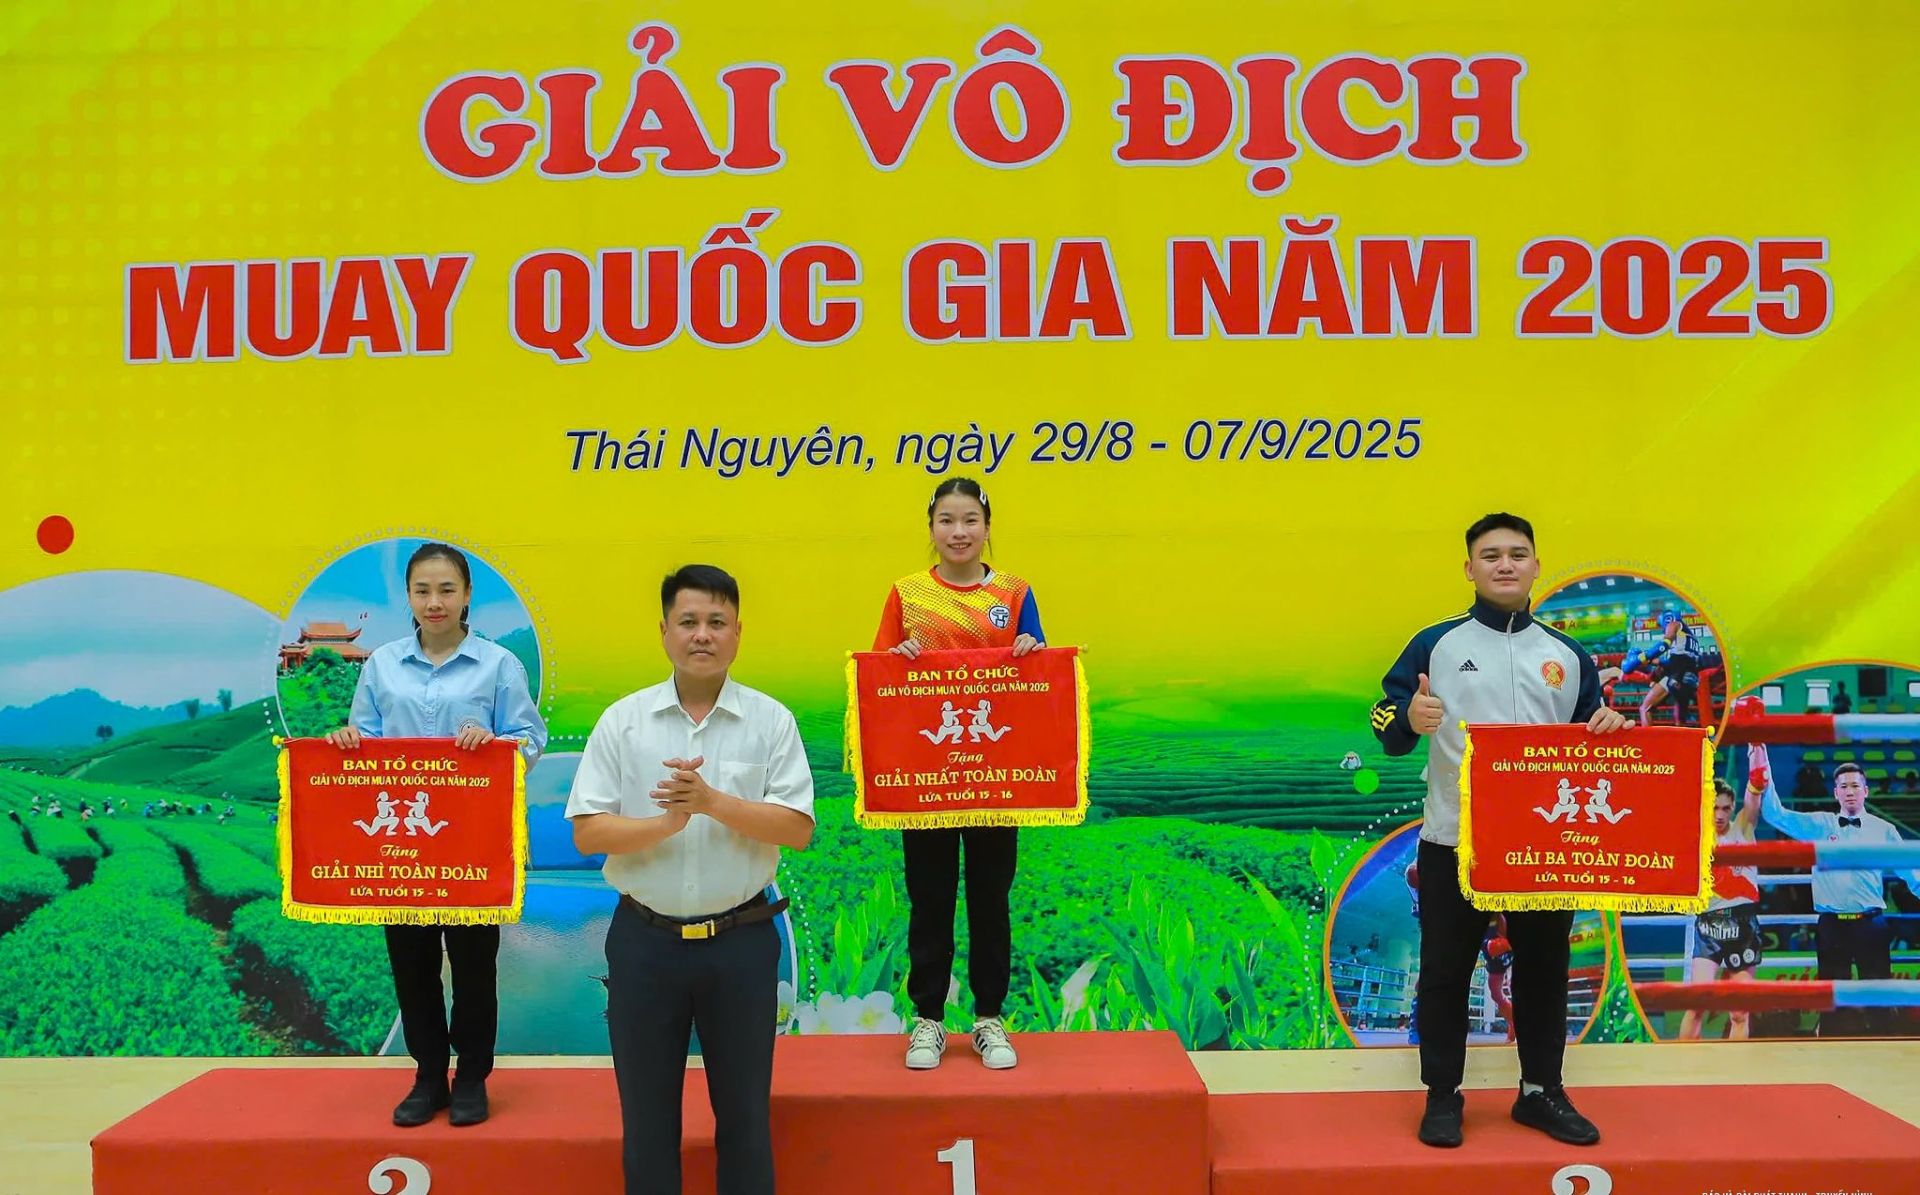 GIẢI VÔ ĐỊCH
MUAY QUỐC GIA NĂM 2025
Thái Nguyên, ngày 29/8 - 07/9/2025
BAN TỔ CHỨC
GIẢI VÔ ĐỊCH MUAY QUỐC GIA NĂM 2025
Tặng
GIẢI NHÌ TOÀN ĐOÀN
LỨA TUỔI 15 - 16
BAN TỔ CHỨC
GIẢI VÔ ĐỊCH MUAY QUỐC GIA NĂM 2025
Tặng
GIẢI NHẤT TOÀN ĐOÀN
LỨA TUỔI 15 - 16
BAN TỔ CHỨC
GIẢI VÔ ĐỊCH MUAY QUỐC GIA NĂM 2025
Tặng
GIẢI BA TOÀN ĐOÀN
LỨA TUỔI 15 - 16
adidas
2
1
3